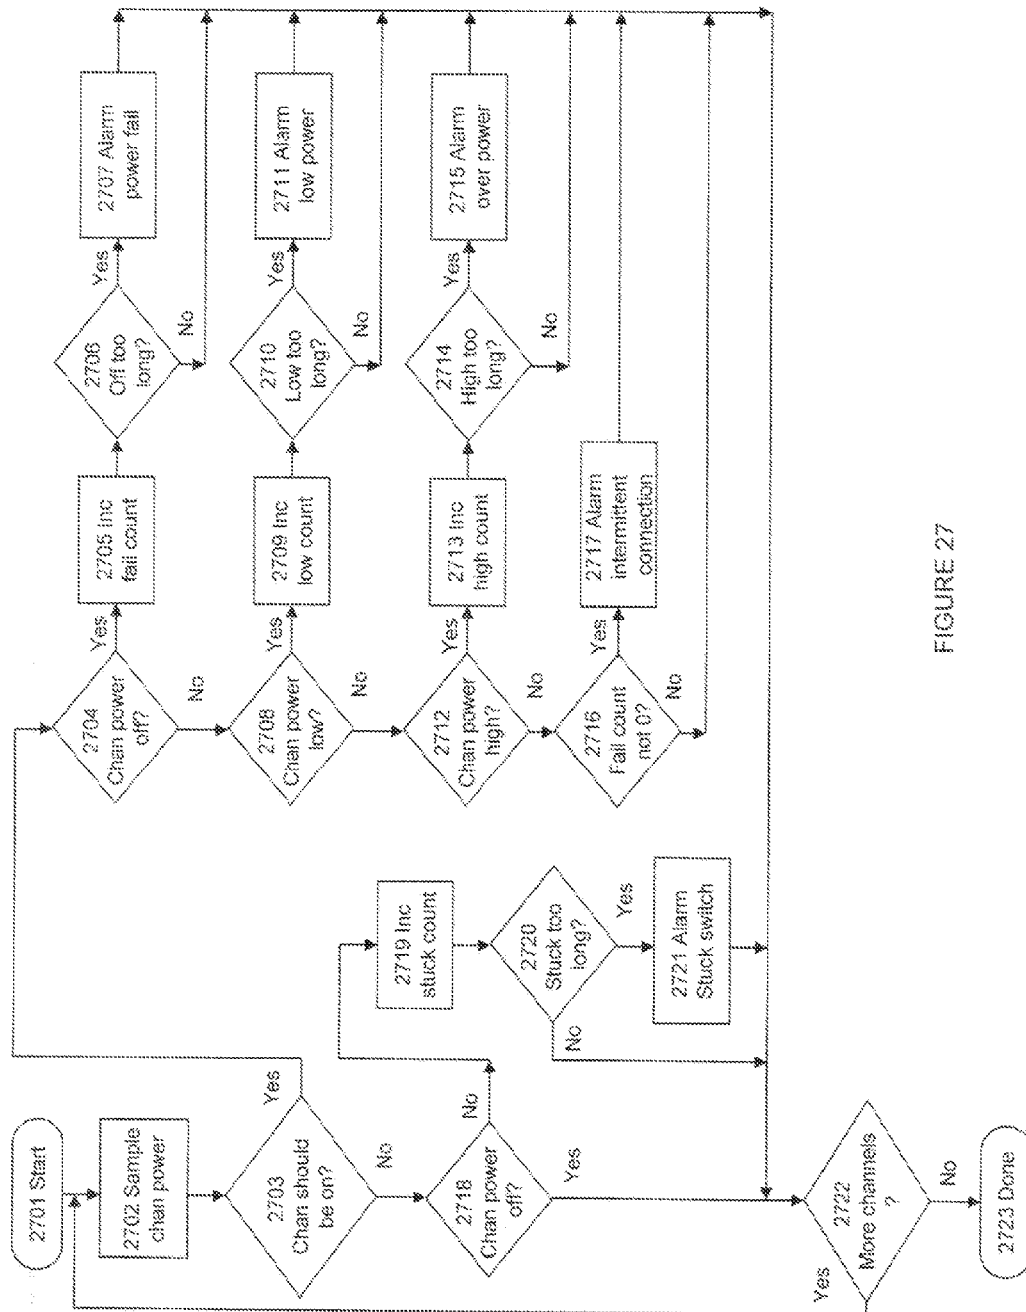 2701 Start
2702 Sample
chan power
2703
Chan should
be on?
Yes
No
2704
Chan power
off?
Yes
No
2705 Inc
fail count
2706
Off too
long?
Yes
No
2707 Alarm
power fail
2708
Chan power
low?
Yes
No
2709 Inc
low count
2710
Low too
long?
Yes
No
2711 Alarm
low power
2712
Chan power
high?
Yes
No
2713 Inc
high count
2714
High too
long?
Yes
No
2715 Alarm
over power
2716
Fail count
not 0?
Yes
No
2717 Alarm
intermittent
connection
2718
Chan power
off?
No
Yes
2719 Inc
stuck count
2720
Stuck too
long?
Yes
No
2721 Alarm
Stuck switch
2722
More channels
?
Yes
No
2723 Done
FIGURE 27